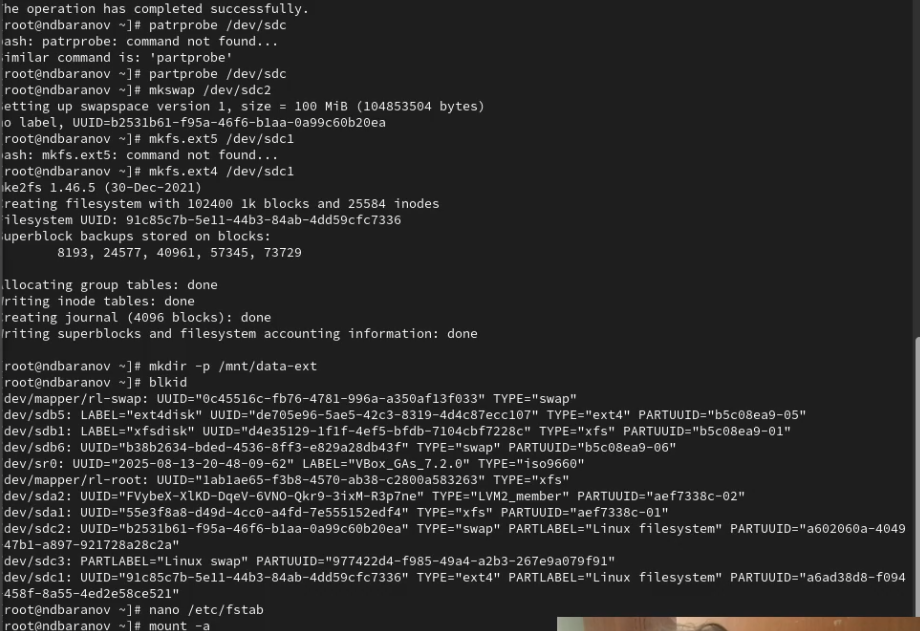 he operation has completed successfully.
root@ndbaranov ~]# patrprobe /dev/sdc
ash: patrprobe: command not found...
imilar command is: 'partprobe'
root@ndbaranov ~]# partprobe /dev/sdc
root@ndbaranov ~]# mkswap /dev/sdc2
etting up swapspace version 1, size = 100 MiB (104853504 bytes)
o label, UUID=b2531b61-f95a-46f6-b1aa-0a99c60b20ea
root@ndbaranov ~]# mkfs.ext5 /dev/sdc1
ash: mkfs.ext5: command not found...
root@ndbaranov ~]# mkfs.ext4 /dev/sdc1
ke2fs 1.46.5 (30-Dec-2021)
reating filesystem with 102400 1k blocks and 25584 inodes
ilesystem UUID: 91c85c7b-5e11-44b3-84ab-4dd59cfc7336
uperblock backups stored on blocks:
8193, 24577, 40961, 57345, 73729
llocating group tables: done
riting inode tables: done
reating journal (4096 blocks): done
riting superblocks and filesystem accounting information: done
root@ndbaranov ~]# mkdir -p /mnt/data-ext
root@ndbaranov ~]# blkid
dev/mapper/rl-swap: UUID="0c45516c-fb76-4781-996a-a350af13f033" TYPE="swap"
dev/sdb5: LABEL="ext4disk" UUID="de705e96-5ae5-42c3-8319-4d4c87ecc107" TYPE="ext4" PARTUUID="b5c08ea9-05"
dev/sdb1: LABEL="xfsdisk" UUID="d4e35129-1f1f-4ef5-bfdb-7104cbf7228c" TYPE="xfs" PARTUUID="b5c08ea9-01"
dev/sdb6: UUID="b38b2634-bded-4536-8ff3-e829a28db43f" TYPE="swap" PARTUUID="b5c08ea9-06"
dev/sr0: UUID="2025-08-13-20-48-09-62" LABEL="VBox_GAs_7.2.0" TYPE="iso9660"
dev/mapper/rl-root: UUID="1ab1ae65-f3b8-4570-ab38-c2800a583263" TYPE="xfs"
dev/sda2: UUID="FVybeX-XlKD-DqeV-6VNO-Qkr9-3ixM-R3p7ne" TYPE="LVM2_member" PARTUUID="aef7338c-02"
dev/sda1: UUID="55e3f8a8-d49d-4cc0-a4fd-7e555152edf4" TYPE="xfs" PARTUUID="aef7338c-01"
dev/sdc2: UUID="b2531b61-f95a-46f6-b1aa-0a99c60b20ea" TYPE="swap" PARTLABEL="Linux filesystem" PARTUUID="a602060a-4049
47b1-a897-921728a28c2a"
dev/sdc3: PARTLABEL="Linux swap" PARTUUID="977422d4-f985-49a4-a2b3-267e9a079f91"
dev/sdc1: UUID="91c85c7b-5e11-44b3-84ab-4dd59cfc7336" TYPE="ext4" PARTLABEL="Linux filesystem" PARTUUID="a6ad38d8-f094
458f-8a55-4ed2e58ce521"
root@ndbaranov ~]# nano /etc/fstab
root@ndbaranov ~]# mount -a